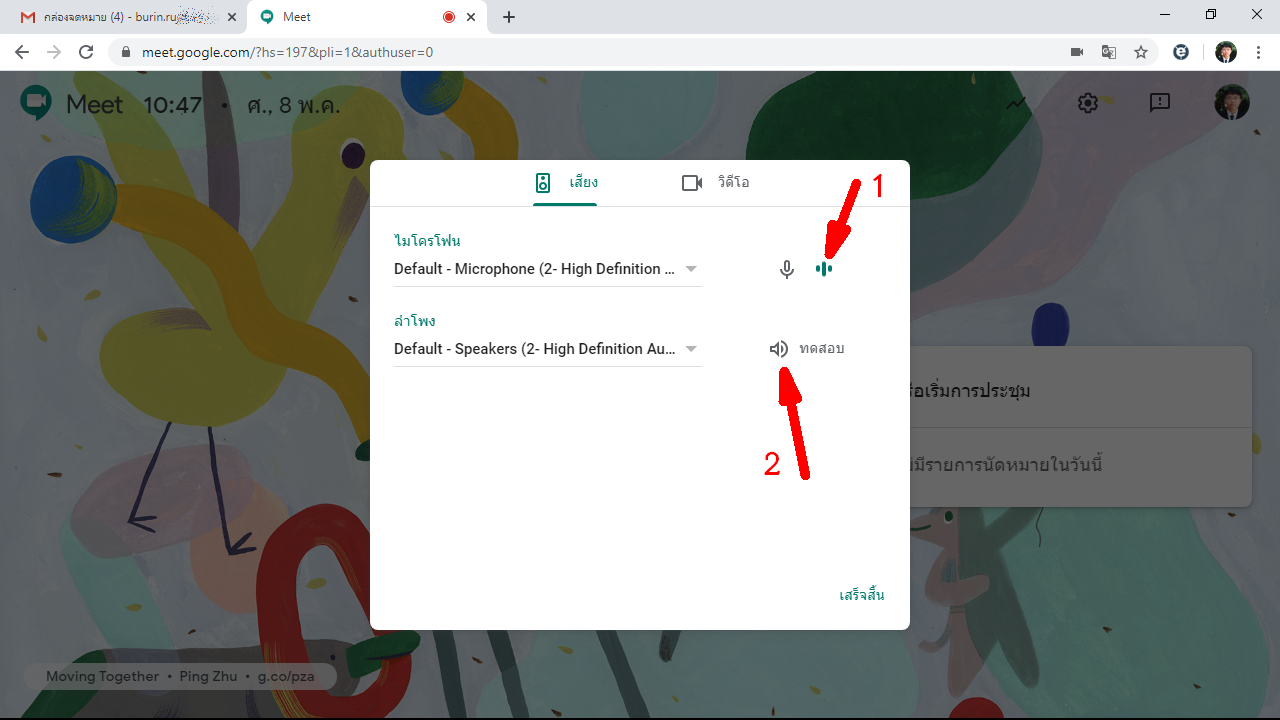 กล่องจดหมาย (4) - burin.ru
Meet
meet.google.com/?hs=197&pli=1&authuser=0
Meet 10:47 • ศ., 8 พ.ค.
เสียง
วิดีโอ
1
ไมโครโฟน
Default - Microphone (2- High Definition ...
ลำโพง
Default - Speakers (2- High Definition Au...
ทดสอบ
รือเริ่มการประชุม
2
ม่มีรายการนัดหมายในวันนี้
เสร็จสิ้น
Moving Together • Ping Zhu • g.co/pza